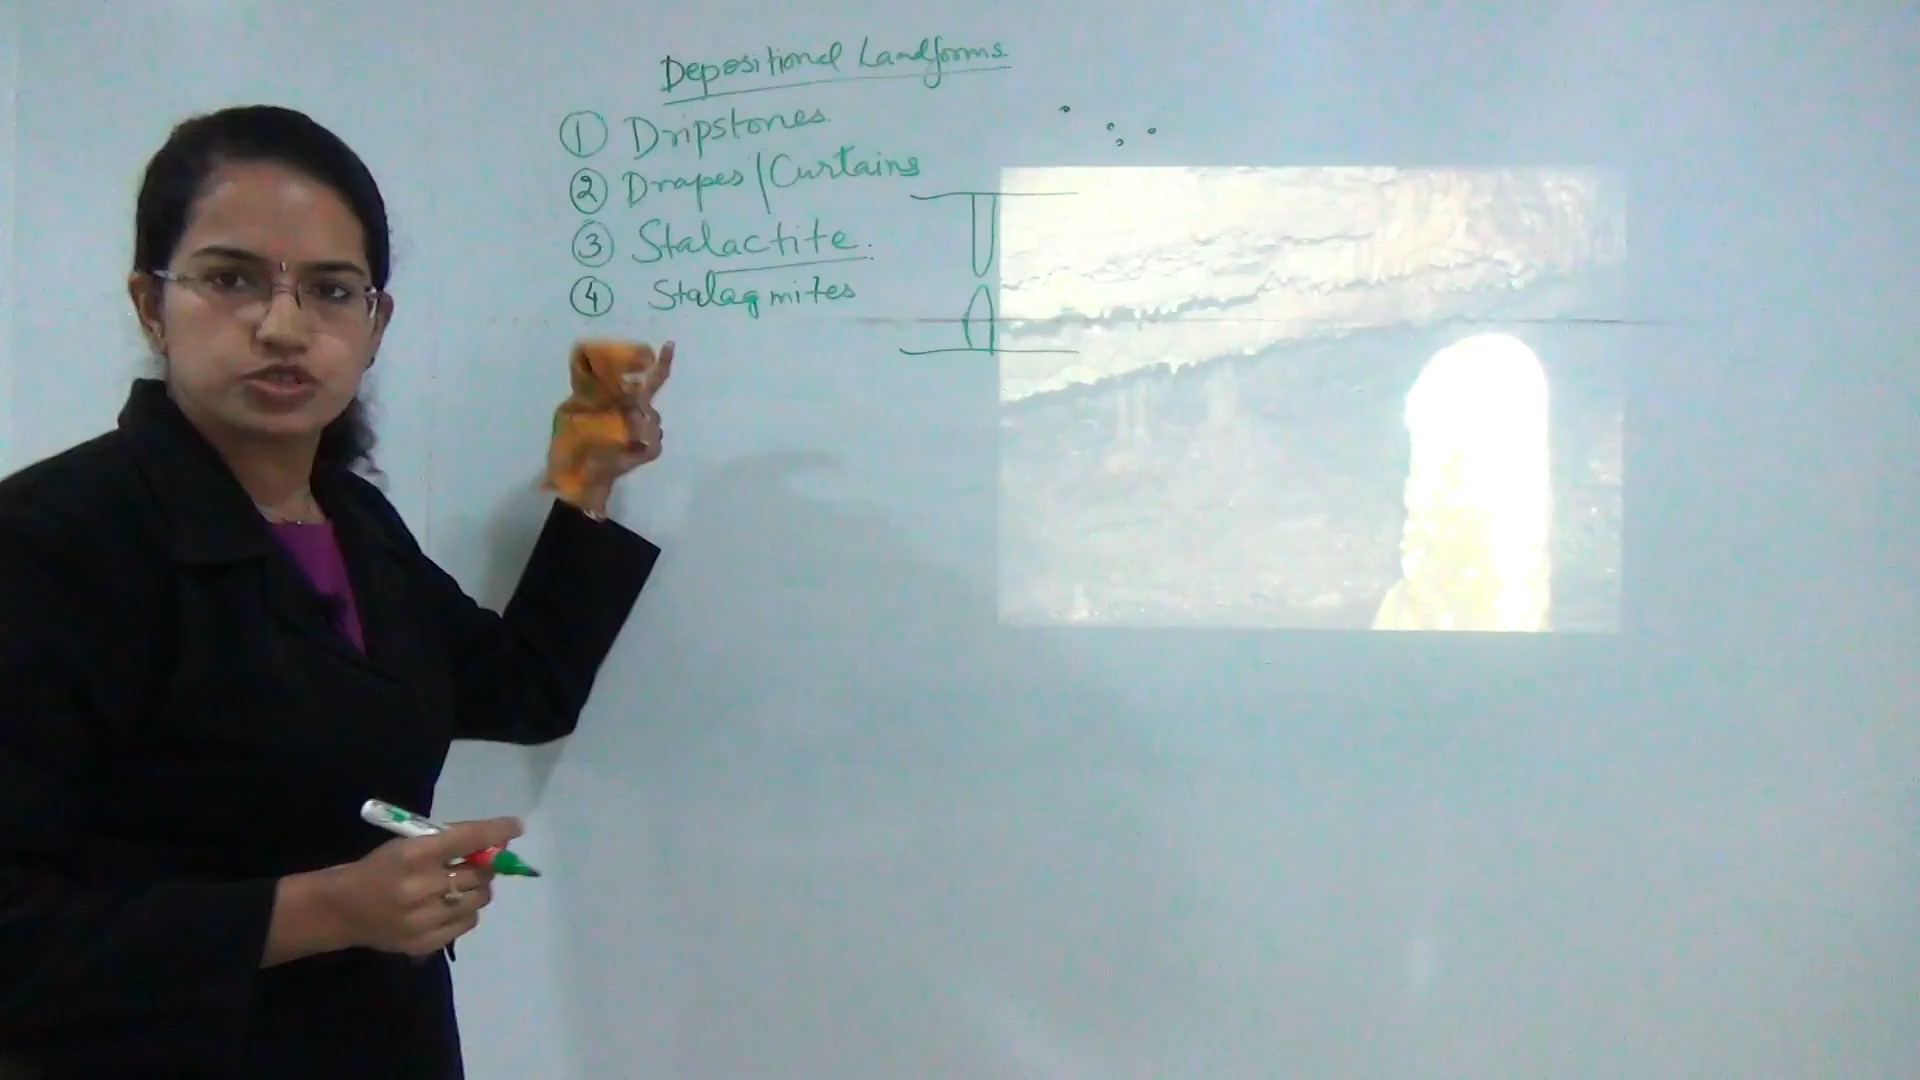 Depositional Landforms
① Dripstones
② Drapes/Curtains
③ Stalactite.
④ Stalagmites